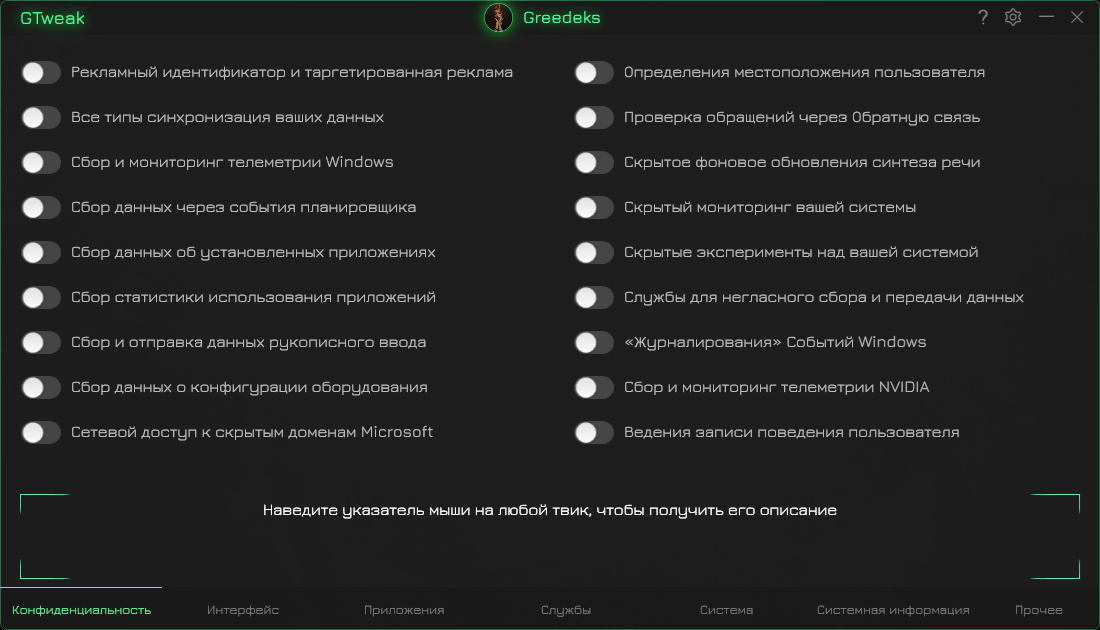 GTweak
Greedeks
?
Рекламный идентификатор и таргетированная реклама
Все типы синхронизация ваших данных
Сбор и мониторинг телеметрии Windows
Сбор данных через события планировщика
Сбор данных об установленных приложениях
Сбор статистики использования приложений
Сбор и отправка данных рукописного ввода
Сбор данных о конфигурации оборудования
Сетевой доступ к скрытым доменам Microsoft
Определения местоположения пользователя
Проверка обращений через Обратную связь
Скрытое фоновое обновления синтеза речи
Скрытый мониторинг вашей системы
Скрытые эксперименты над вашей системой
Службы для негласного сбора и передачи данных
«Журналирования» Событий Windows
Сбор и мониторинг телеметрии NVIDIA
Ведения записи поведения пользователя
Наведите указатель мыши на любой твик, чтобы получить его описание
Конфиденциальность
Интерфейс
Приложения
Службы
Система
Системная информация
Прочее